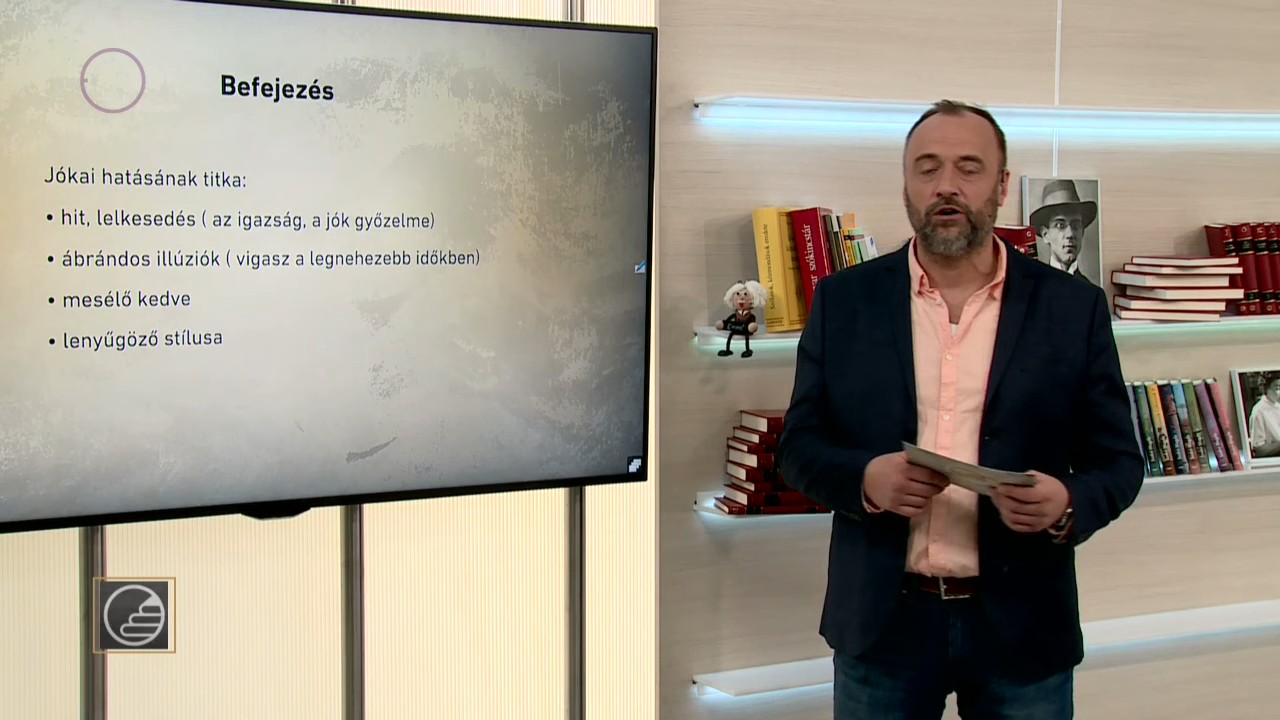 Befejezés
Jókai hatásának titka:
• hit, lelkesedés ( az igazság, a jók győzelme)
• ábrándos illúziók ( vigasz a legnehezebb időkben)
• mesélő kedve
• lenyűgöző stílusa
szókincstár